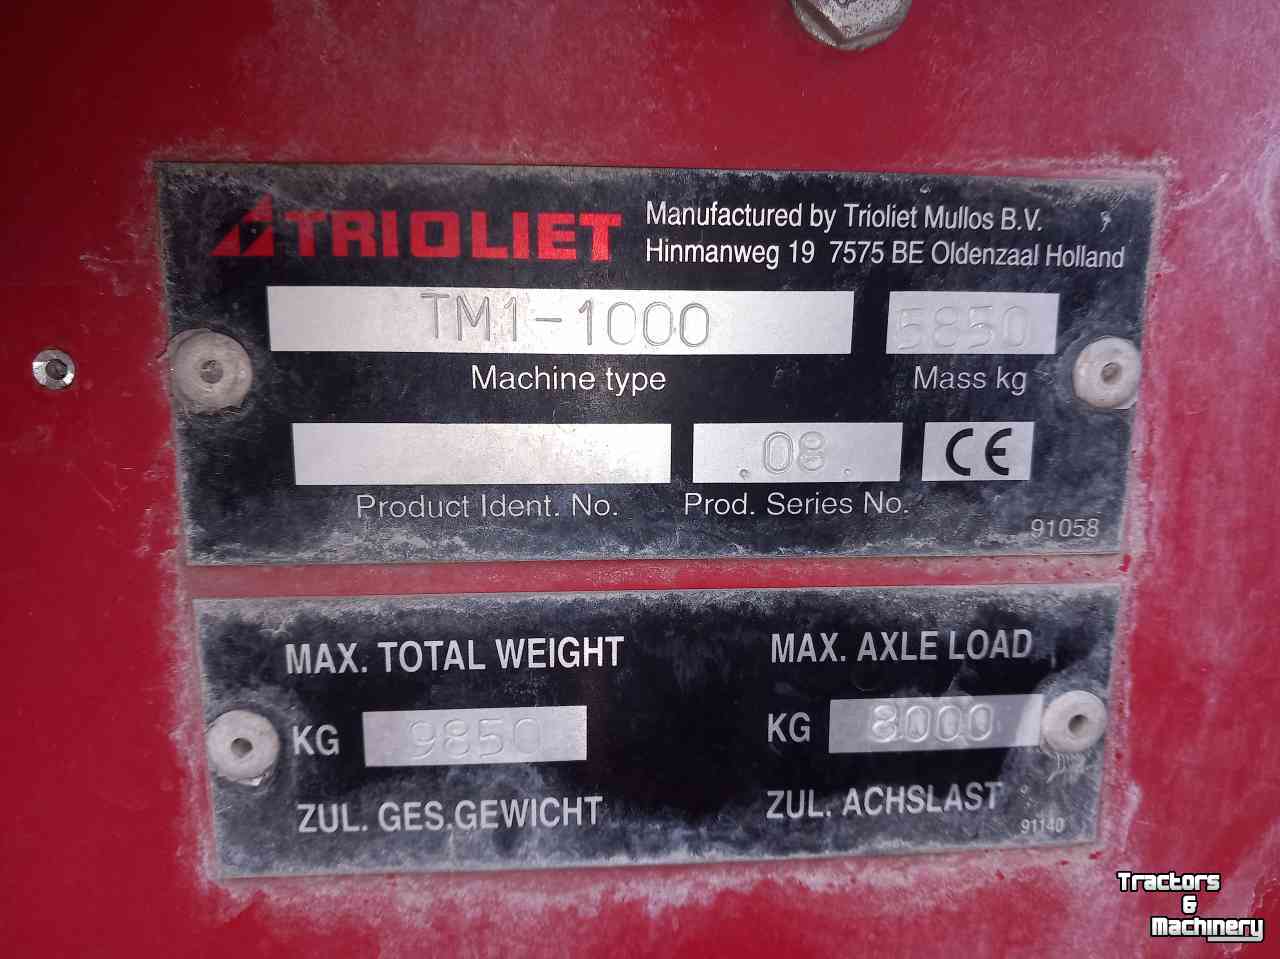 TRIOLIET
Manufactured by Trioliet Mullos B.V.
Hinmanweg 19 7575 BE Oldenzaal Holland
TM1-1000 5850
Machine type Mass kg
.08. CE
Product Ident. No. Prod. Series No.
91058
MAX. TOTAL WEIGHT MAX. AXLE LOAD
KG 9850 KG 8000
ZUL. GES.GEWICHT ZUL. ACHSLAST
91140
Tractors
&
Machinery